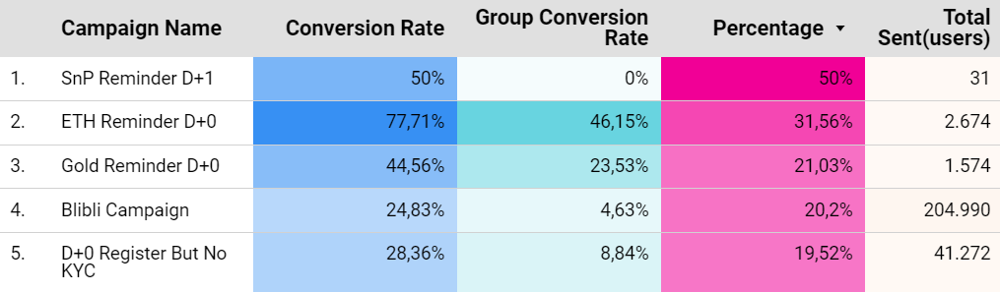 Campaign Name Conversion Rate Group Conversion Rate Percentage Total Sent(users)
1. SnP Reminder D+1 50% 0% 50% 31
2. ETH Reminder D+0 77,71% 46,15% 31,56% 2.674
3. Gold Reminder D+0 44,56% 23,53% 21,03% 1.574
4. Blibli Campaign 24,83% 4,63% 20,2% 204.990
5. D+0 Register But No KYC 28,36% 8,84% 19,52% 41.272